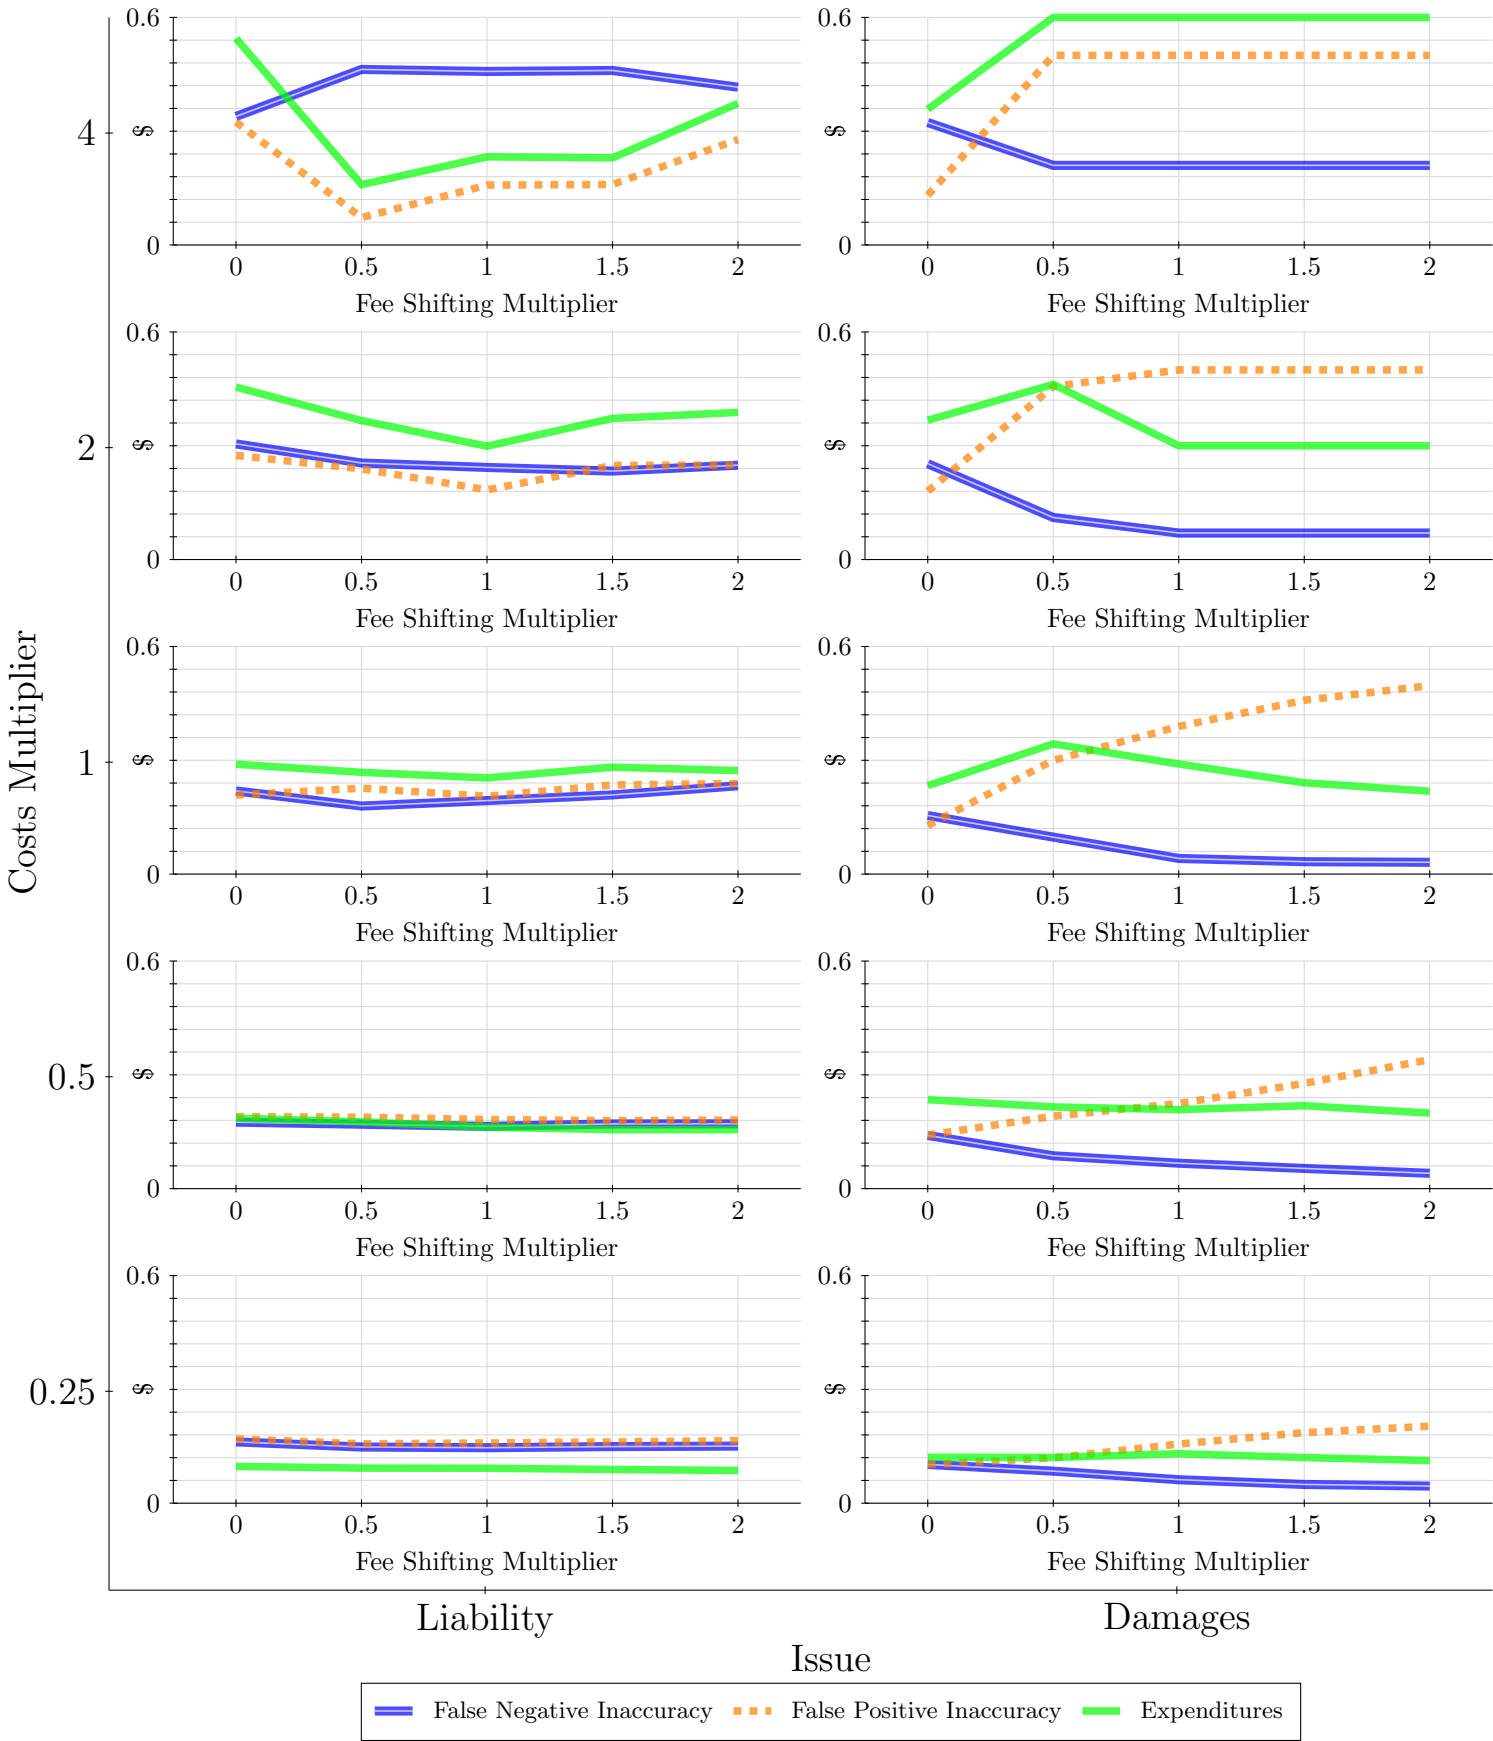 0.6 0.6
4 $ $
0 0
0 0.5 1 1.5 2 0 0.5 1 1.5 2
Fee Shifting Multiplier Fee Shifting Multiplier
0.6 0.6
2 $ $
0 0
0 0.5 1 1.5 2 0 0.5 1 1.5 2
Fee Shifting Multiplier Fee Shifting Multiplier
Costs Multiplier
0.6 0.6
1 $ $
0 0
0 0.5 1 1.5 2 0 0.5 1 1.5 2
Fee Shifting Multiplier Fee Shifting Multiplier
0.6 0.6
0.5 $ $
0 0
0 0.5 1 1.5 2 0 0.5 1 1.5 2
Fee Shifting Multiplier Fee Shifting Multiplier
0.6 0.6
0.25 $ $
0 0
0 0.5 1 1.5 2 0 0.5 1 1.5 2
Fee Shifting Multiplier Fee Shifting Multiplier
Liability Damages
Issue
False Negative Inaccuracy False Positive Inaccuracy Expenditures